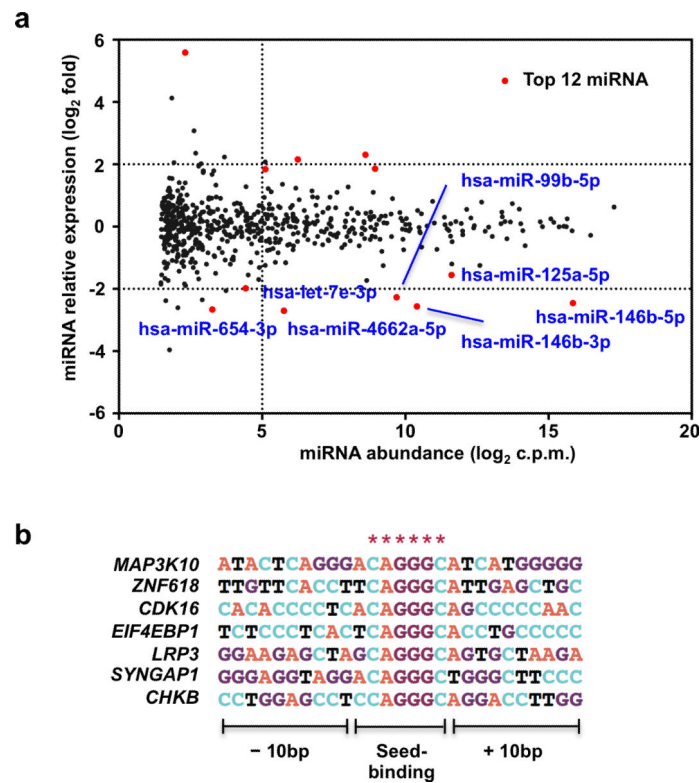 a
miRNA relative expression (log2 fold)
6
4
2
0
-2
-4
-6
Top 12 miRNA
hsa-miR-99b-5p
hsa-miR-125a-5p
hsa-let-7e-3p
hsa-miR-654-3p
hsa-miR-4662a-5p
hsa-miR-146b-5p
hsa-miR-146b-3p
0 5 10 15 20
miRNA abundance (log2 c.p.m.)
b
******
MAP3K10 ATACTCAGGGACAGGGCATCATGGGGG
ZNF618 TTGTTCACCTTCAGGGCATTGAGCTGC
CDK16 CACACCCCTCACAGGGCAGCCCCCAAC
EIF4EBP1 TCTCCCTCACTCAGGGCACCTGCCCCC
LRP3 GGAAGAGCTAGCAGGGCAGTGCTAAGA
SYNGAP1 GGGAGGTAGGACAGGGCTGGGCTTCCC
CHKB CCTGGAGCCTCCAGGGCAGGACCTTGG
− 10bp Seed- + 10bp
binding